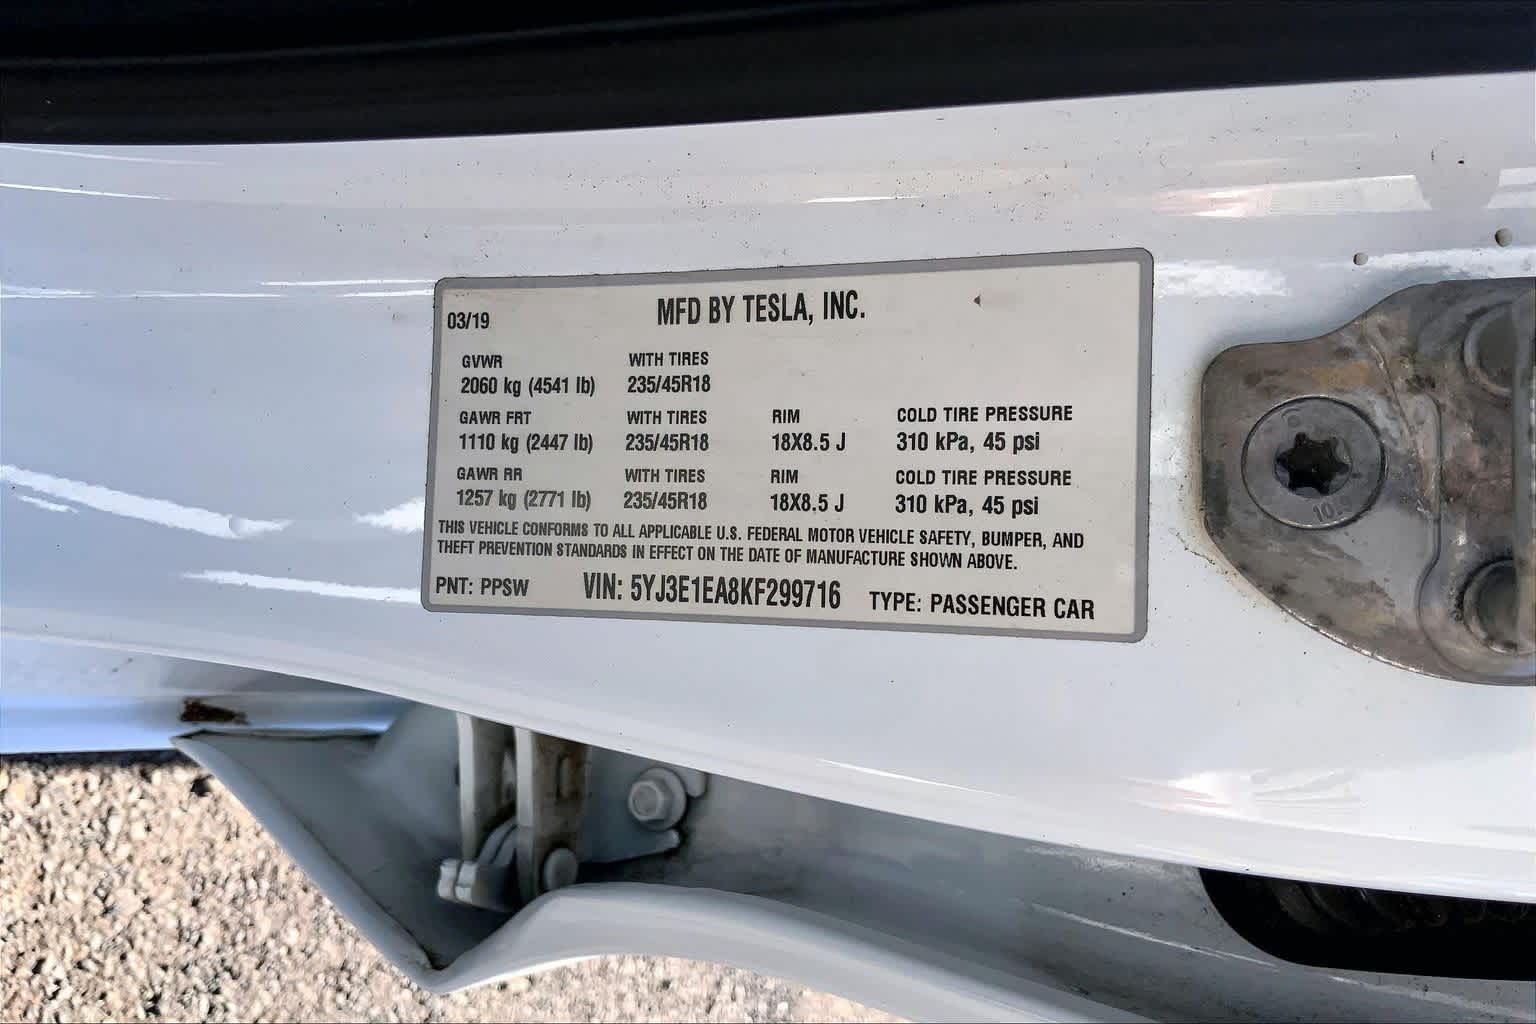 MFD BY TESLA, INC.
03/19
GVWR WITH TIRES
2060 kg (4541 lb) 235/45R18
GAWR FRT WITH TIRES RIM COLD TIRE PRESSURE
1110 kg (2447 lb) 235/45R18 18X8.5 J 310 kPa, 45 psi
GAWR RR WITH TIRES RIM COLD TIRE PRESSURE
1257 kg (2771 lb) 235/45R18 18X8.5 J 310 kPa, 45 psi
THIS VEHICLE CONFORMS TO ALL APPLICABLE U.S. FEDERAL MOTOR VEHICLE SAFETY, BUMPER, AND
THEFT PREVENTION STANDARDS IN EFFECT ON THE DATE OF MANUFACTURE SHOWN ABOVE.
PNT: PPSW VIN: 5YJ3E1EA8KF299716 TYPE: PASSENGER CAR